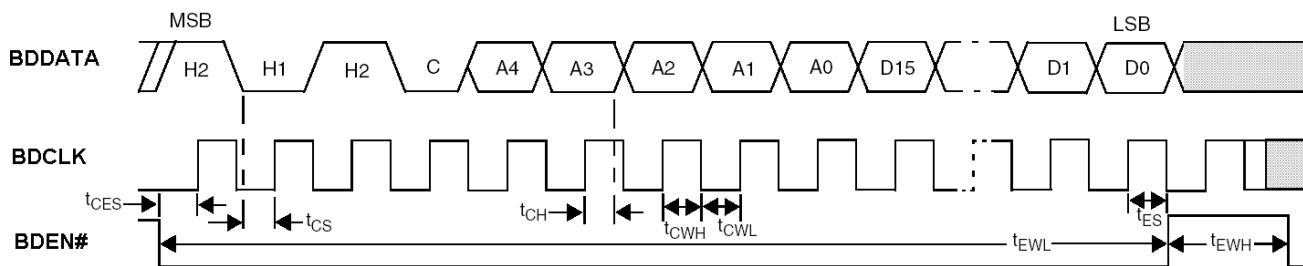 MSB LSB
BDDATA H2 H1 H2 C A4 A3 A2 A1 A0 D15 D1 D0
BDCLK
tCES tCS tCH tCWH tCWL tES
BDEN# tEWL tEWH